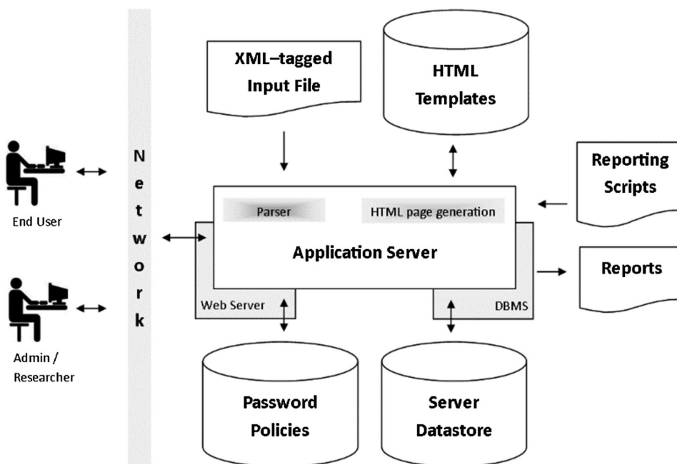 XML–tagged
Input File
HTML
Templates
Network
End User
Admin /
Researcher
Parser
HTML page generation
Application Server
Web Server
DBMS
Reporting
Scripts
Reports
Password
Policies
Server
Datastore